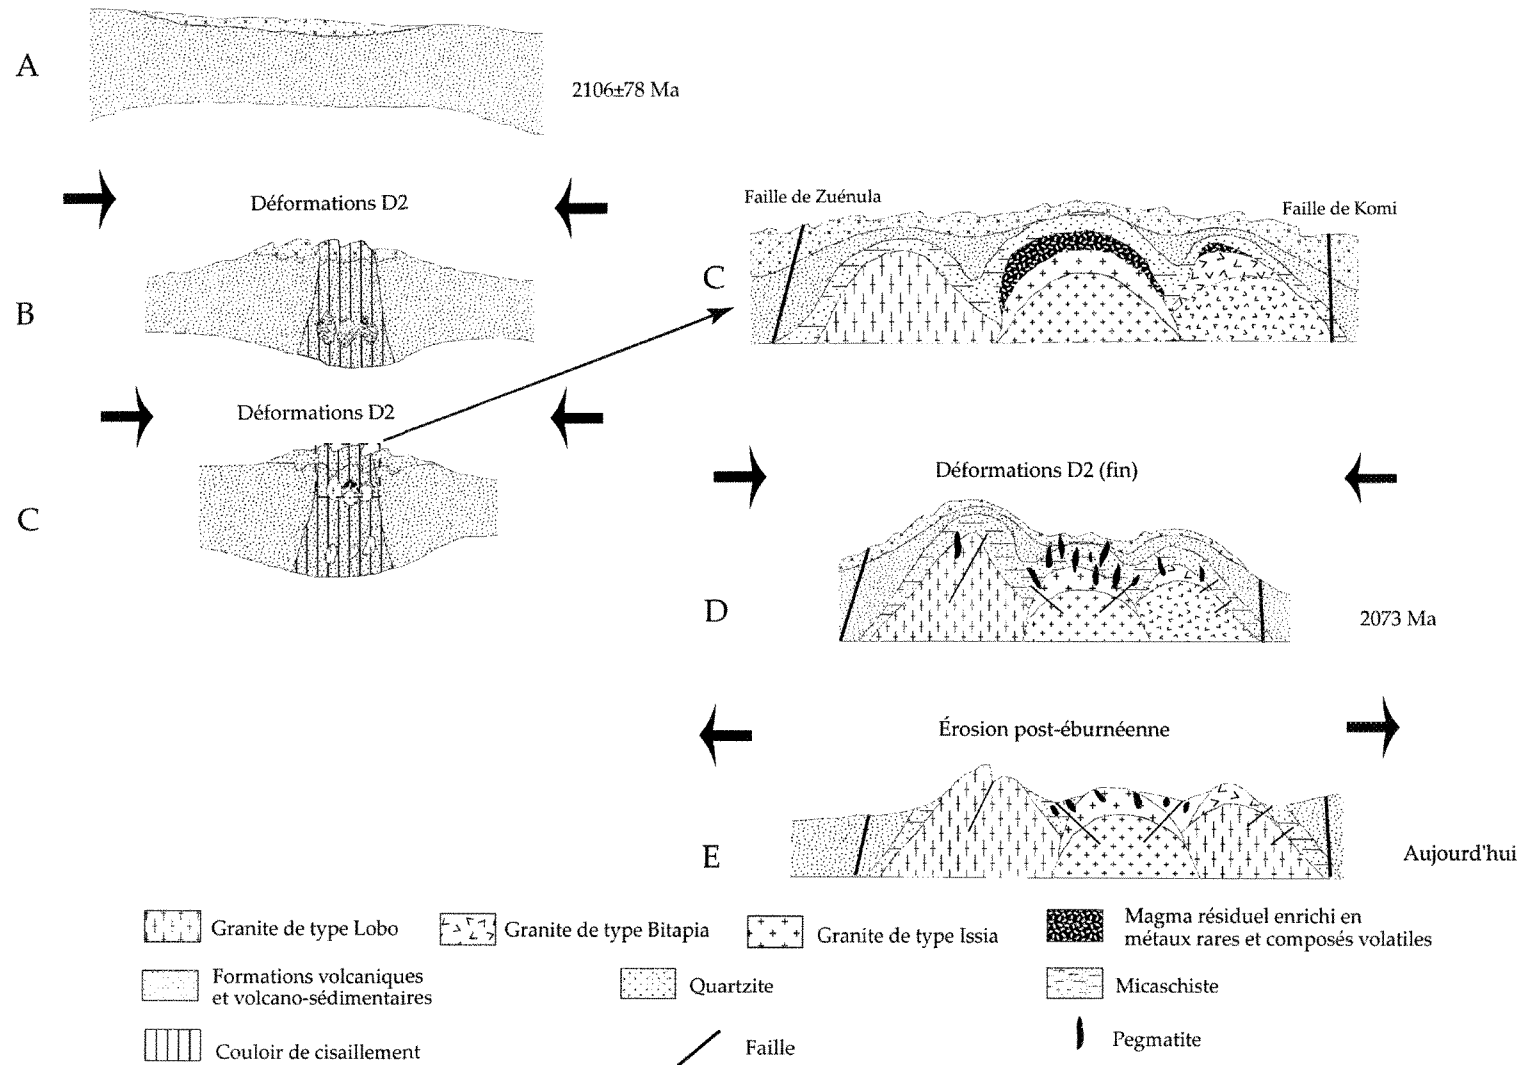 A
2106±78 Ma
Déformations D2
B
Déformations D2
C
Faille de Zuénula
Faille de Komi
C
Déformations D2 (fin)
D
2073 Ma
Érosion post-éburnéenne
E
Aujourd'hui
Granite de type Lobo
Granite de type Bitapia
Granite de type Issia
Magma résiduel enrichi en
métaux rares et composés volatiles
Formations volcaniques
et volcano-sédimentaires
Quartzite
Micaschiste
Couloir de cisaillement
Faille
Pegmatite